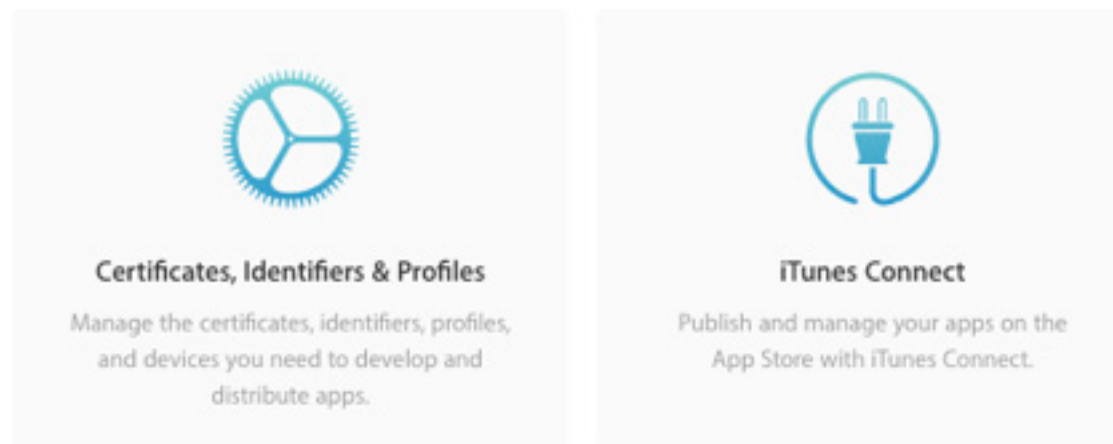 Certificates, Identifiers & Profiles
Manage the certificates, identifiers, profiles,
and devices you need to develop and
distribute apps.
iTunes Connect
Publish and manage your apps on the
App Store with iTunes Connect.